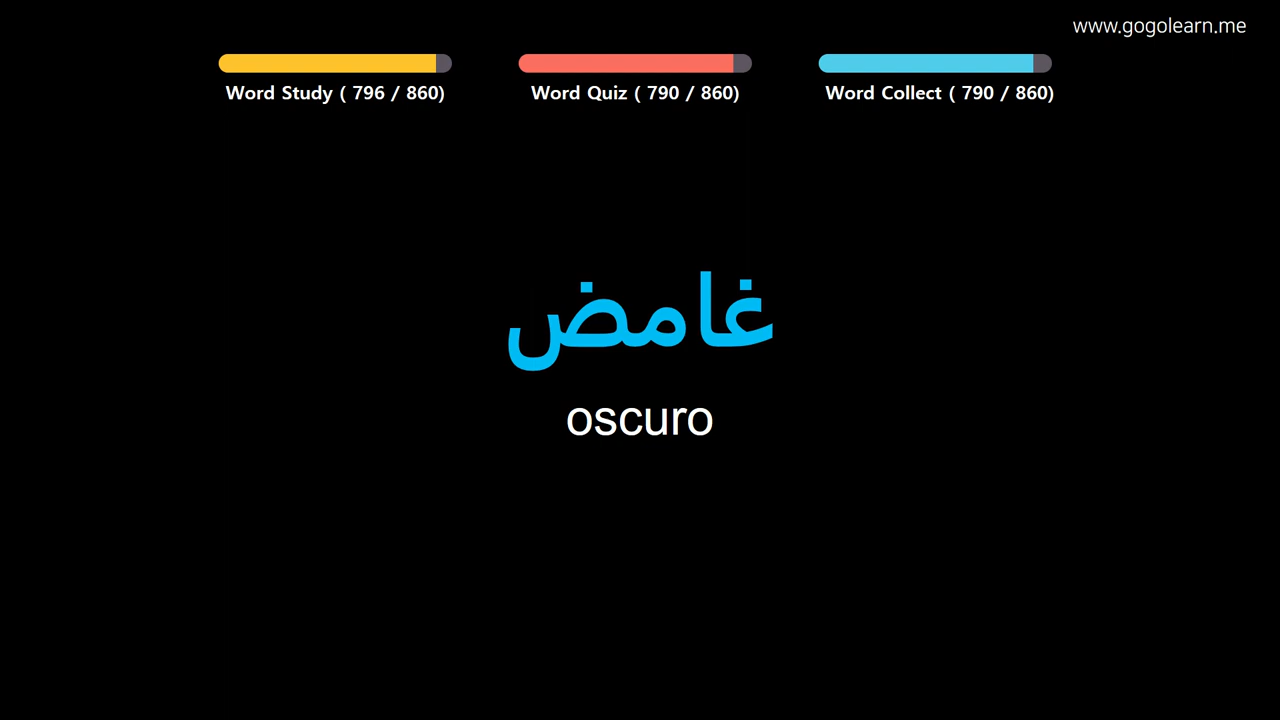 www.gogolearn.me
Word Study ( 796 / 860)
Word Quiz ( 790 / 860)
Word Collect ( 790 / 860)
غامض
oscuro